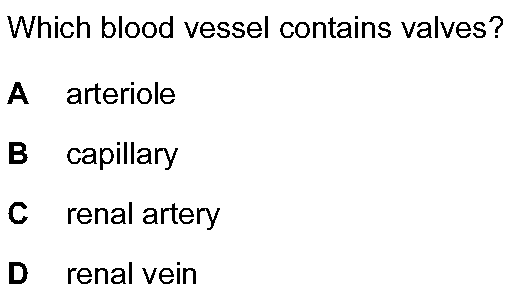 Which blood vessel contains valves?
A arteriole
B capillary
C renal artery
D renal vein